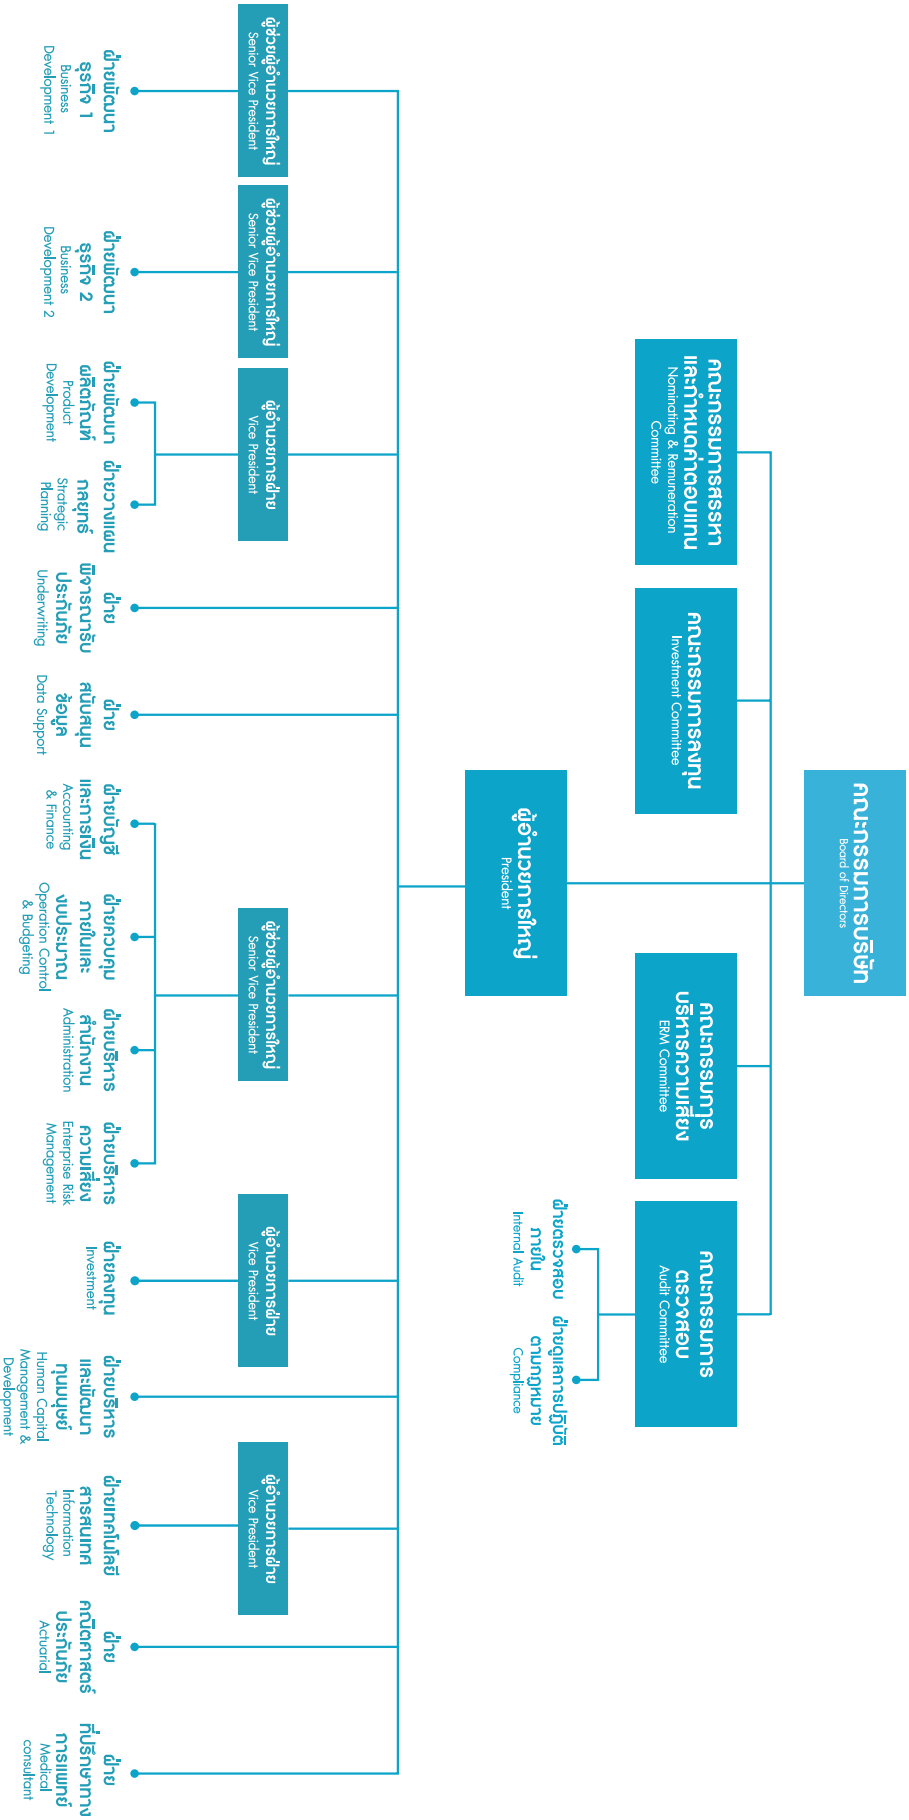 คณะกรรมการบริษัท
Board of Directors
คณะกรรมการสรรหา
และกำหนดค่าตอบแทน
Nominating & Remuneration
Committee
คณะกรรมการลงทุน
Investment Committee
คณะกรรมการ
บริหารความเสี่ยง
ERM Committee
คณะกรรมการ
ตรวจสอบ
Audit Committee
ผู้อำนวยการใหญ่
President
ฝ่ายตรวจสอบ
ภายใน
Internal Audit
ฝ่ายดูแลการปฏิบัติ
ตามกฎหมาย
Compliance
ผู้ช่วยผู้อำนวยการใหญ่
Senior Vice President
ผู้ช่วยผู้อำนวยการใหญ่
Senior Vice President
ผู้อำนวยการฝ่าย
Vice President
ผู้ช่วยผู้อำนวยการใหญ่
Senior Vice President
ผู้อำนวยการฝ่าย
Vice President
ผู้อำนวยการฝ่าย
Vice President
ฝ่ายพัฒนา
ธุรกิจ 1
Business
Development 1
ฝ่ายพัฒนา
ธุรกิจ 2
Business
Development 2
ฝ่ายพัฒนา
ผลิตภัณฑ์
Product
Development
ฝ่ายวางแผน
กลยุทธ์
Strategic
Planning
ฝ่าย
พิจารณารับ
ประกันภัย
Underwriting
ฝ่าย
สนับสนุน
ข้อมูล
Data Support
ฝ่ายบัญชี
และการเงิน
Accounting
& Finance
ฝ่ายควบคุม
ภายในและ
งบประมาณ
Operation Control
& Budgeting
ฝ่ายบริหาร
สำนักงาน
Administration
ฝ่ายบริหาร
ความเสี่ยง
Enterprise Risk
Management
ฝ่ายลงทุน
Investment
ฝ่ายบริหาร
และพัฒนา
ทุนมนุษย์
Human Capital
Management &
Development
ฝ่ายเทคโนโลยี
สารสนเทศ
Information
Technology
ฝ่าย
คณิตศาสตร์
ประกันภัย
Actuarial
ฝ่าย
ที่ปรึกษาทาง
การแพทย์
Medical
consultant